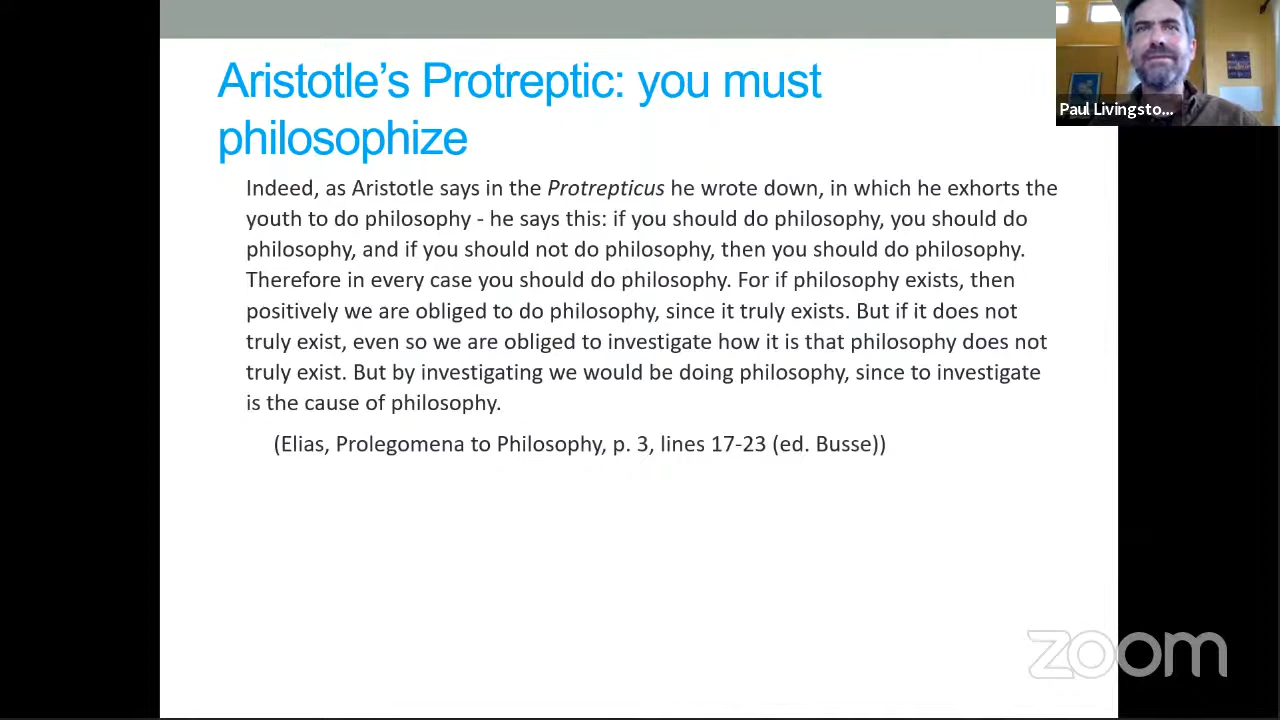 Aristotle's Protreptic: you must
philosophize
Indeed, as Aristotle says in the Protrepticus he wrote down, in which he exhorts the
youth to do philosophy - he says this: if you should do philosophy, you should do
philosophy, and if you should not do philosophy, then you should do philosophy.
Therefore in every case you should do philosophy. For if philosophy exists, then
positively we are obliged to do philosophy, since it truly exists. But if it does not
truly exist, even so we are obliged to investigate how it is that philosophy does not
truly exist. But by investigating we would be doing philosophy, since to investigate
is the cause of philosophy.
(Elias, Prolegomena to Philosophy, p. 3, lines 17-23 (ed. Busse))
Paul Livingsto...
zoom